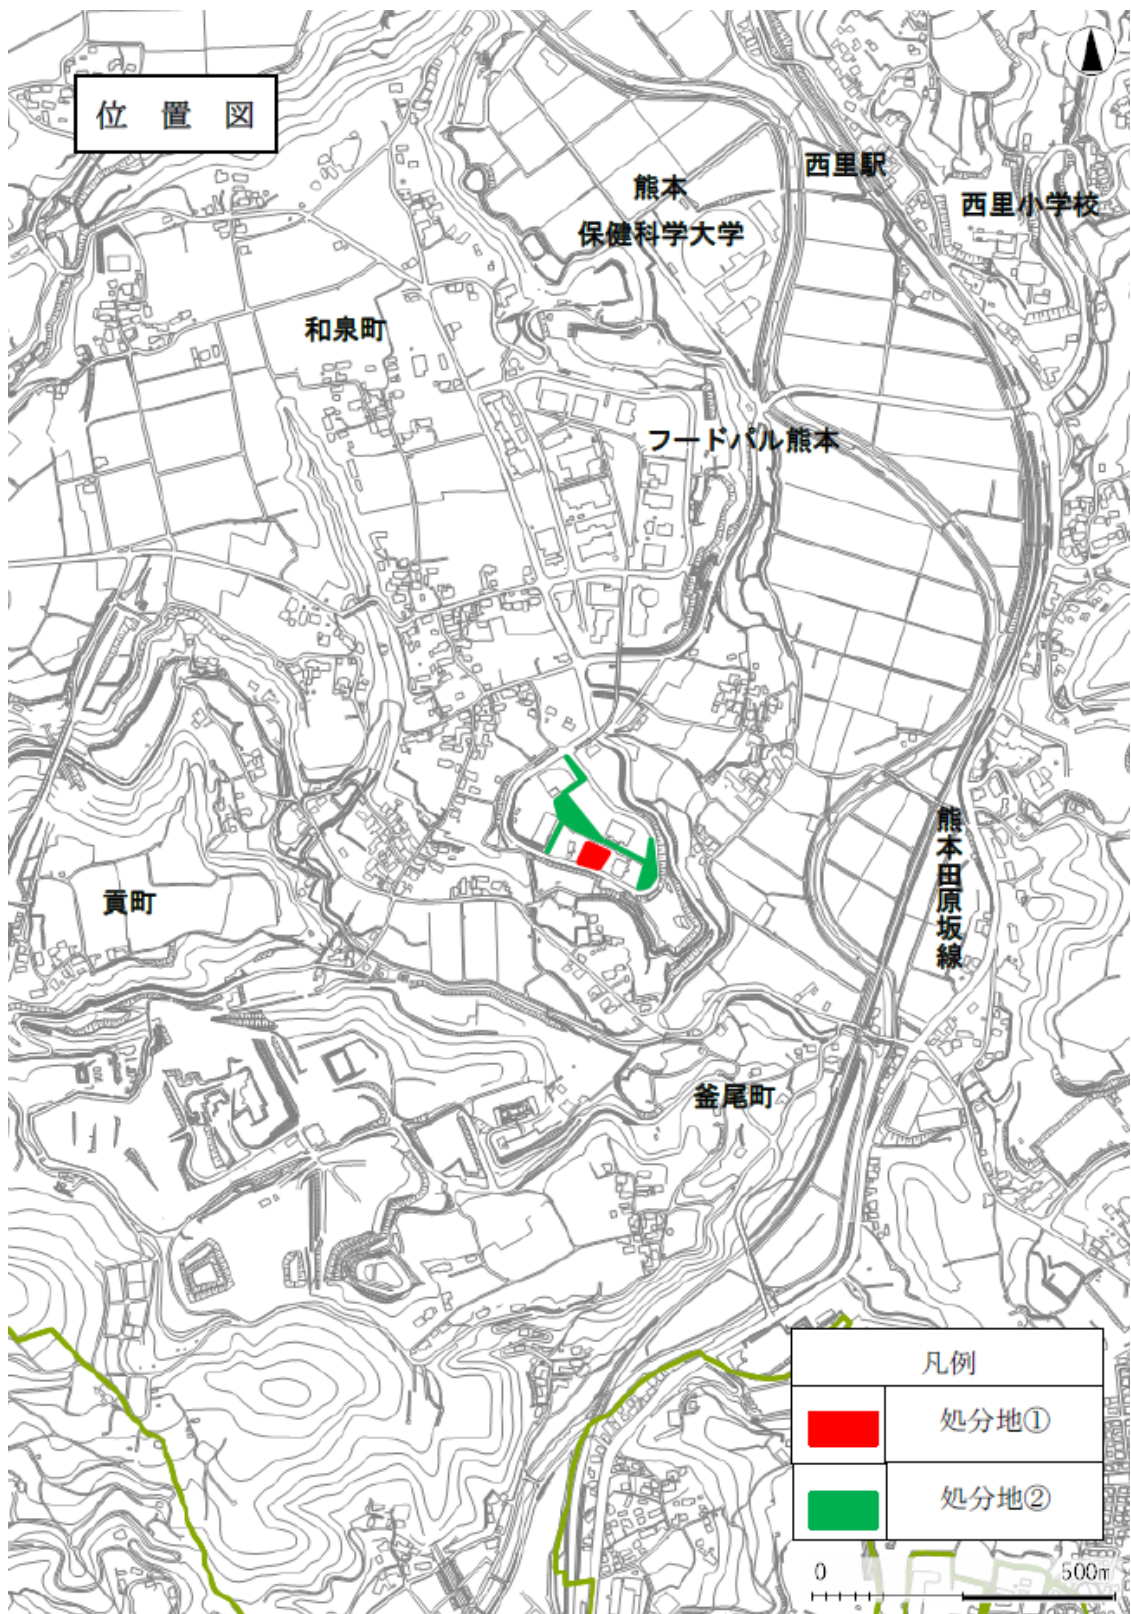 位 置 図
西里駅
熊本
保健科学大学
西里小学校
和泉町
フードパル熊本
熊本田原坂線
貢町
釜尾町
凡例
処分地①
処分地②
0 500m